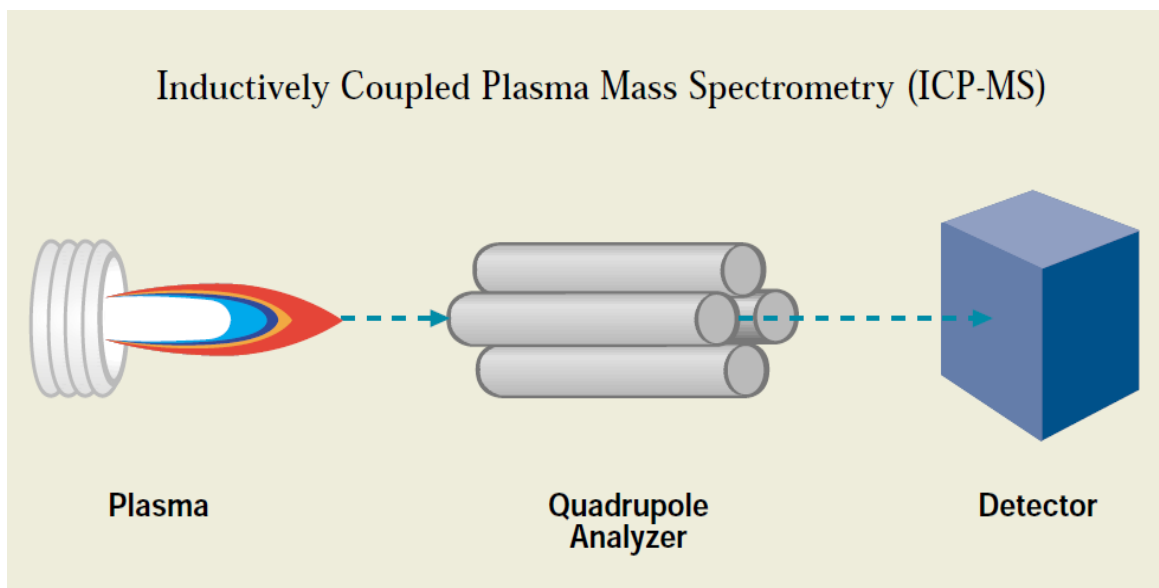 Inductively Coupled Plasma Mass Spectrometry (ICP-MS)
Plasma
Quadrupole
Analyzer
Detector